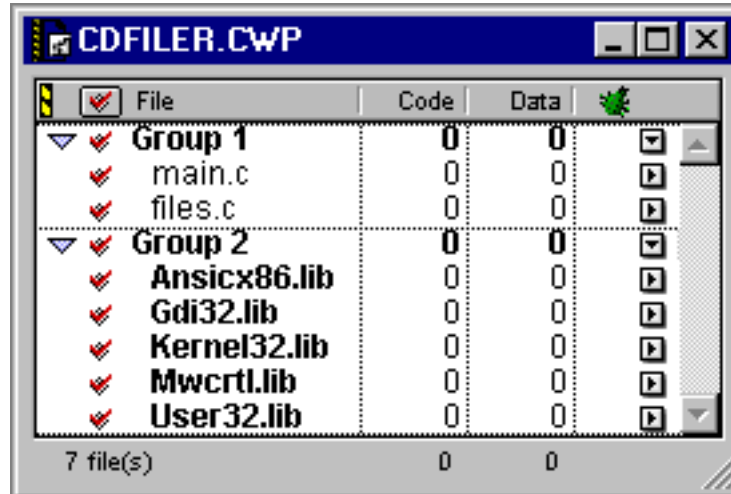 CDFILER.CWP
File Code Data
Group 1 0 0
main.c 0 0
files.c 0 0
Group 2 0 0
Ansicx86.lib 0 0
Gdi32.lib 0 0
Kernel32.lib 0 0
Mwcrtl.lib 0 0
User32.lib 0 0
7 file(s) 0 0